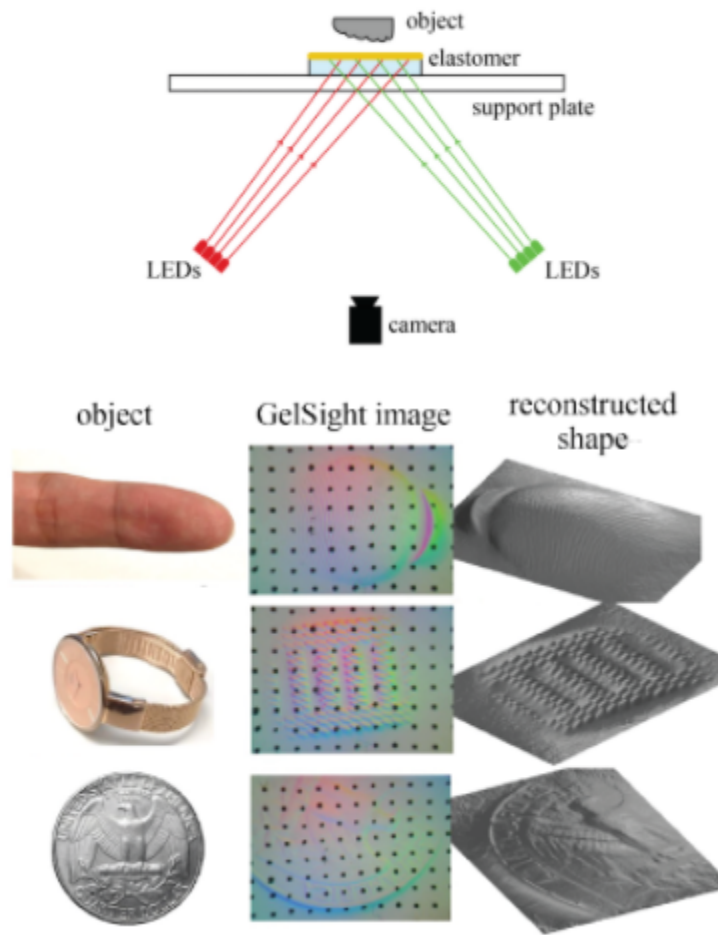 object
elastomer
support plate
LEDs
LEDs
camera
object
GelSight image
reconstructed
shape